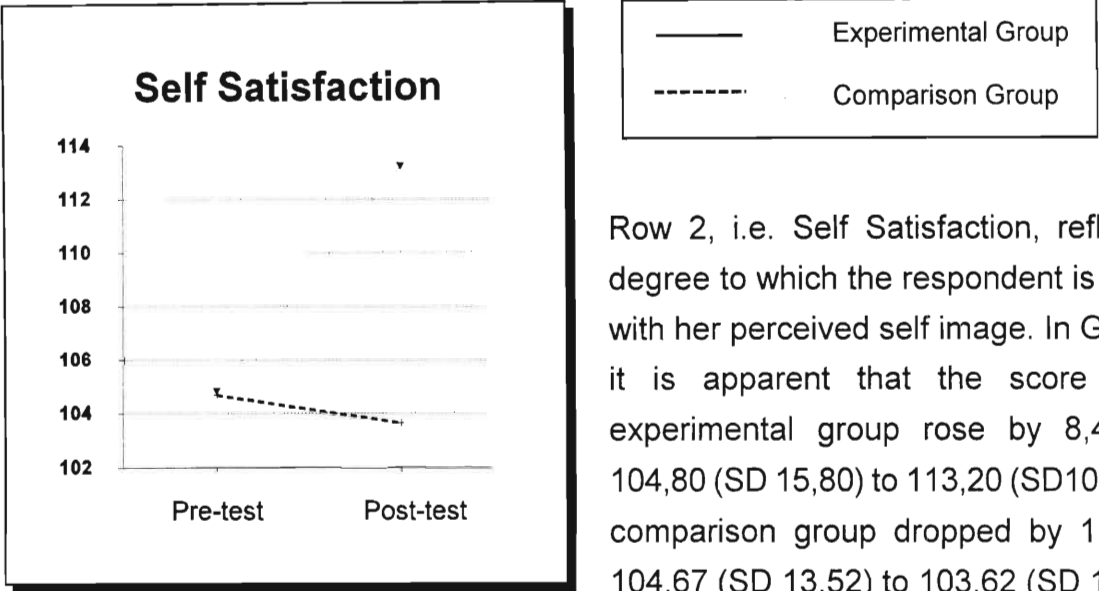 Self Satisfaction
114
112
110
108
106
104
102
Pre-test Post-test
Experimental Group
Comparison Group
Row 2, i.e. Self Satisfaction, refl
degree to which the respondent is
with her perceived self image. In G
it is apparent that the score
experimental group rose by 8,4
104,80 (SD 15,80) to 113,20 (SD10
comparison group dropped by 1
104,67 (SD 13,52) to 103,62 (SD 1